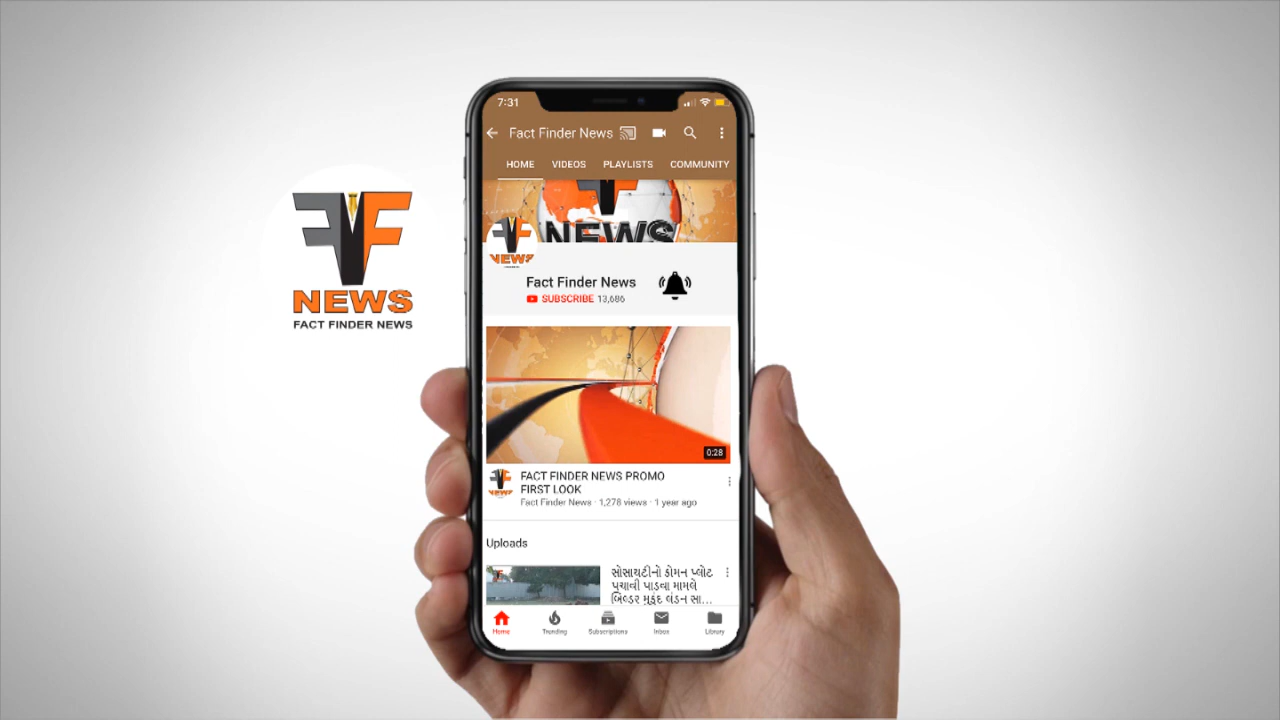 NEWS
FACT FINDER NEWS
7:31
Fact Finder News
HOME VIDEOS PLAYLISTS COMMUNITY
NEWS
NEWS
Fact Finder News
SUBSCRIBE 13,686
0:28
FACT FINDER NEWS PROMO
FIRST LOOK
Fact Finder News · 1,278 views · 1 year ago
Uploads
સોસાયટીનો કોમન પ્લોટ
પચાવી પાડવા મામલે
બિલ્ડર મુકુંદ લંડન સા...
Home Trending Subscriptions Inbox Library